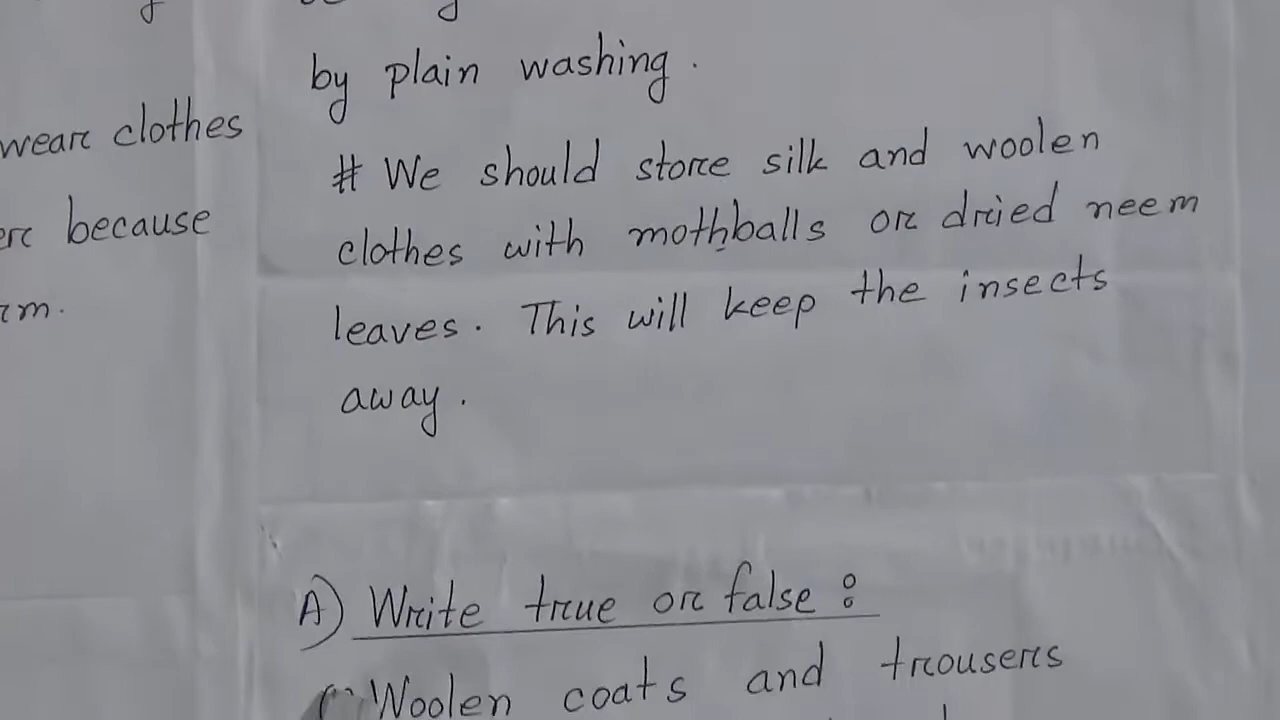 by plain washing.
wear clothes
# We should store silk and woolen
because
clothes with mothballs or dried neem
leaves. This will keep the insects
away.
A) Write true or false :
Woolen coats and trousers